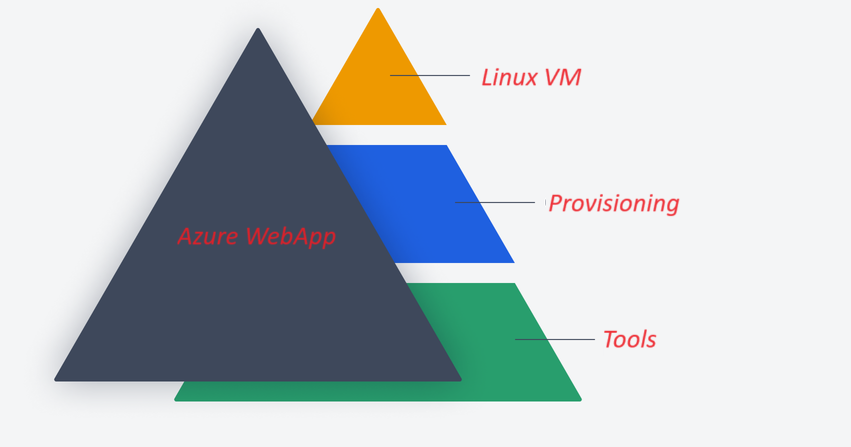 Linux VM
Provisioning
Azure WebApp
Tools